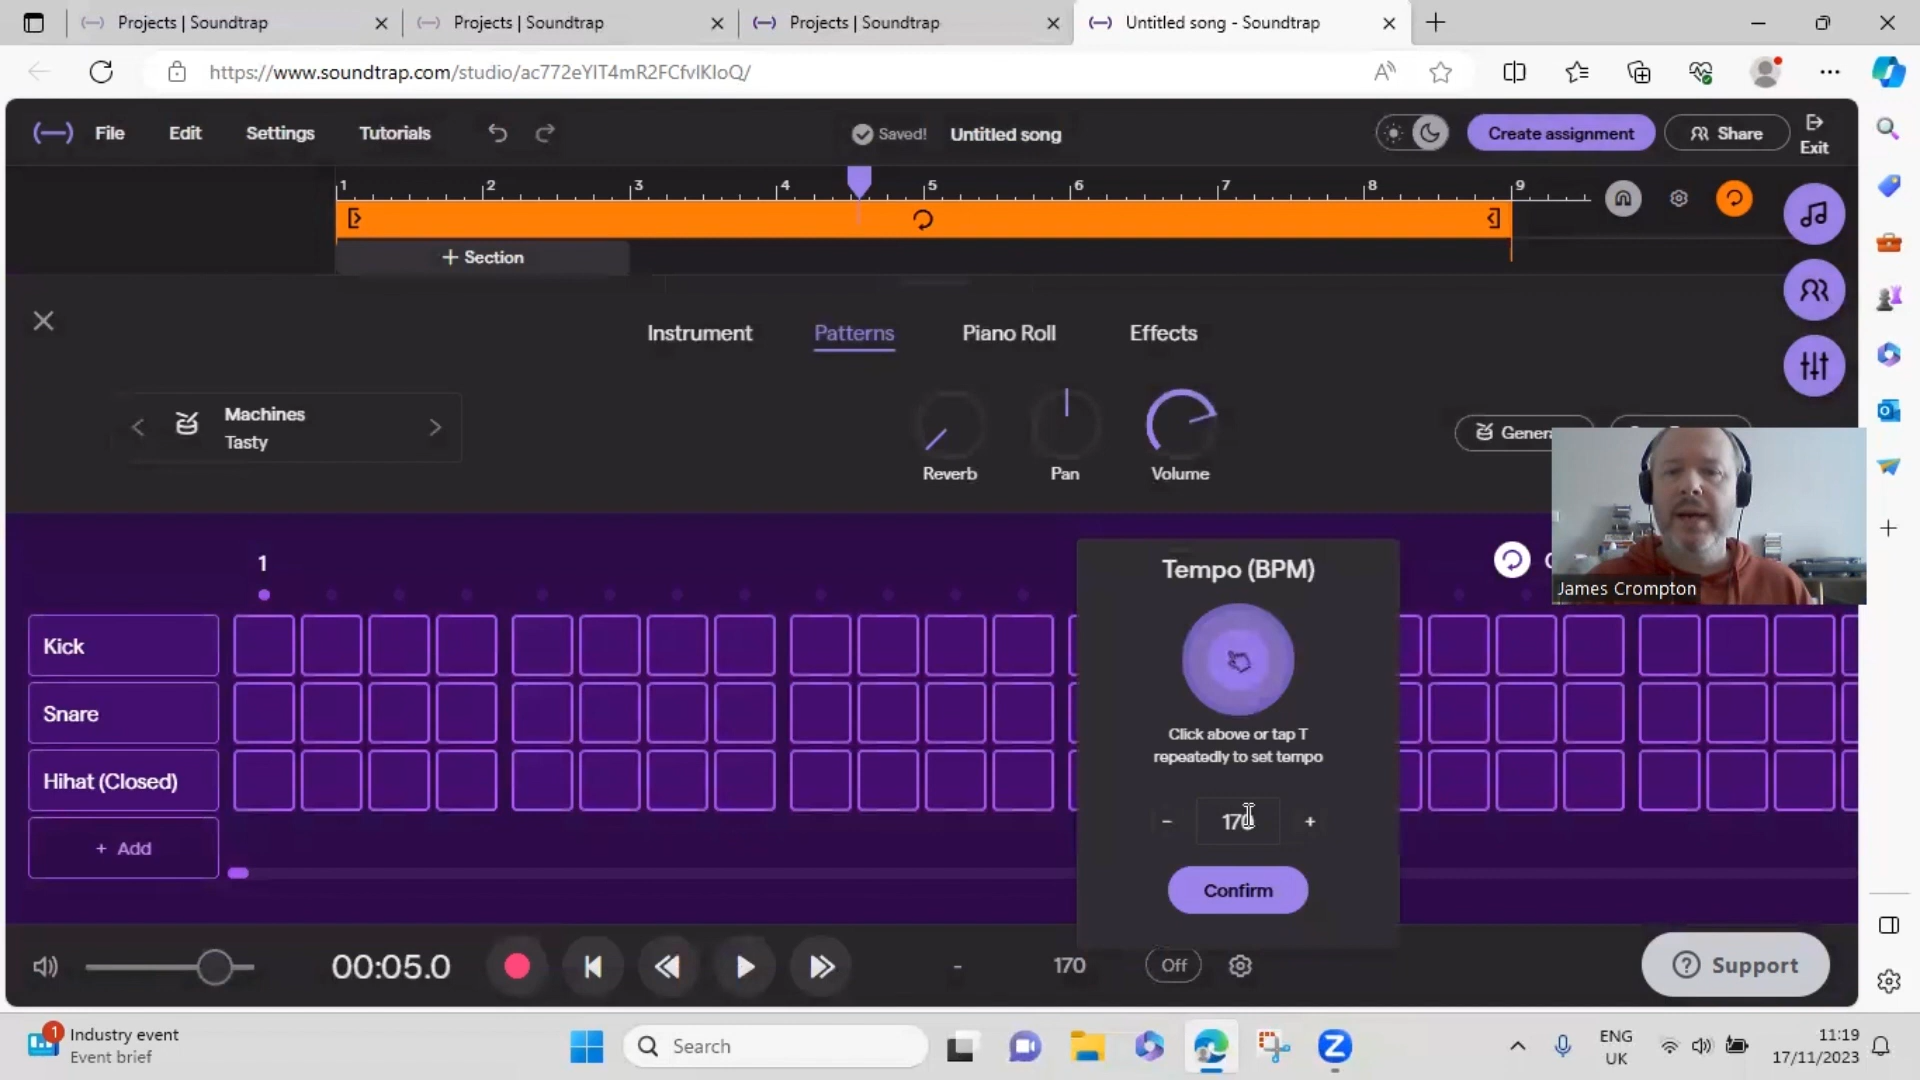 Projects | Soundtrap
Projects | Soundtrap
Projects | Soundtrap
Untitled song - Soundtrap
https://www.soundtrap.com/studio/ac772eYlT4mR2FCfvIKloQ/
File
Edit
Settings
Tutorials
Saved!
Untitled song
Create assignment
Share
Exit
1
2
3
4
5
6
7
8
9
+ Section
Instrument
Patterns
Piano Roll
Effects
Machines
Tasty
Reverb
Pan
Volume
James Crompton
1
Tempo (BPM)
Click above or tap T
repeatedly to set tempo
- 170 +
Confirm
Kick
Snare
Hihat (Closed)
+ Add
00:05.0
-
170
Off
Support
1
Industry event
Event brief
Search
ENG
UK
11:19
17/11/2023